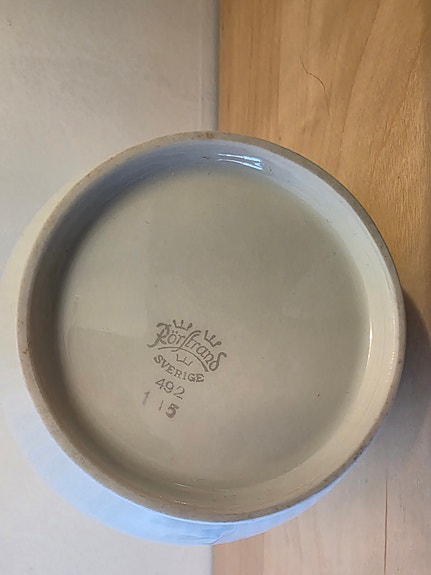 Rörstrand
SVERIGE
492
1 15